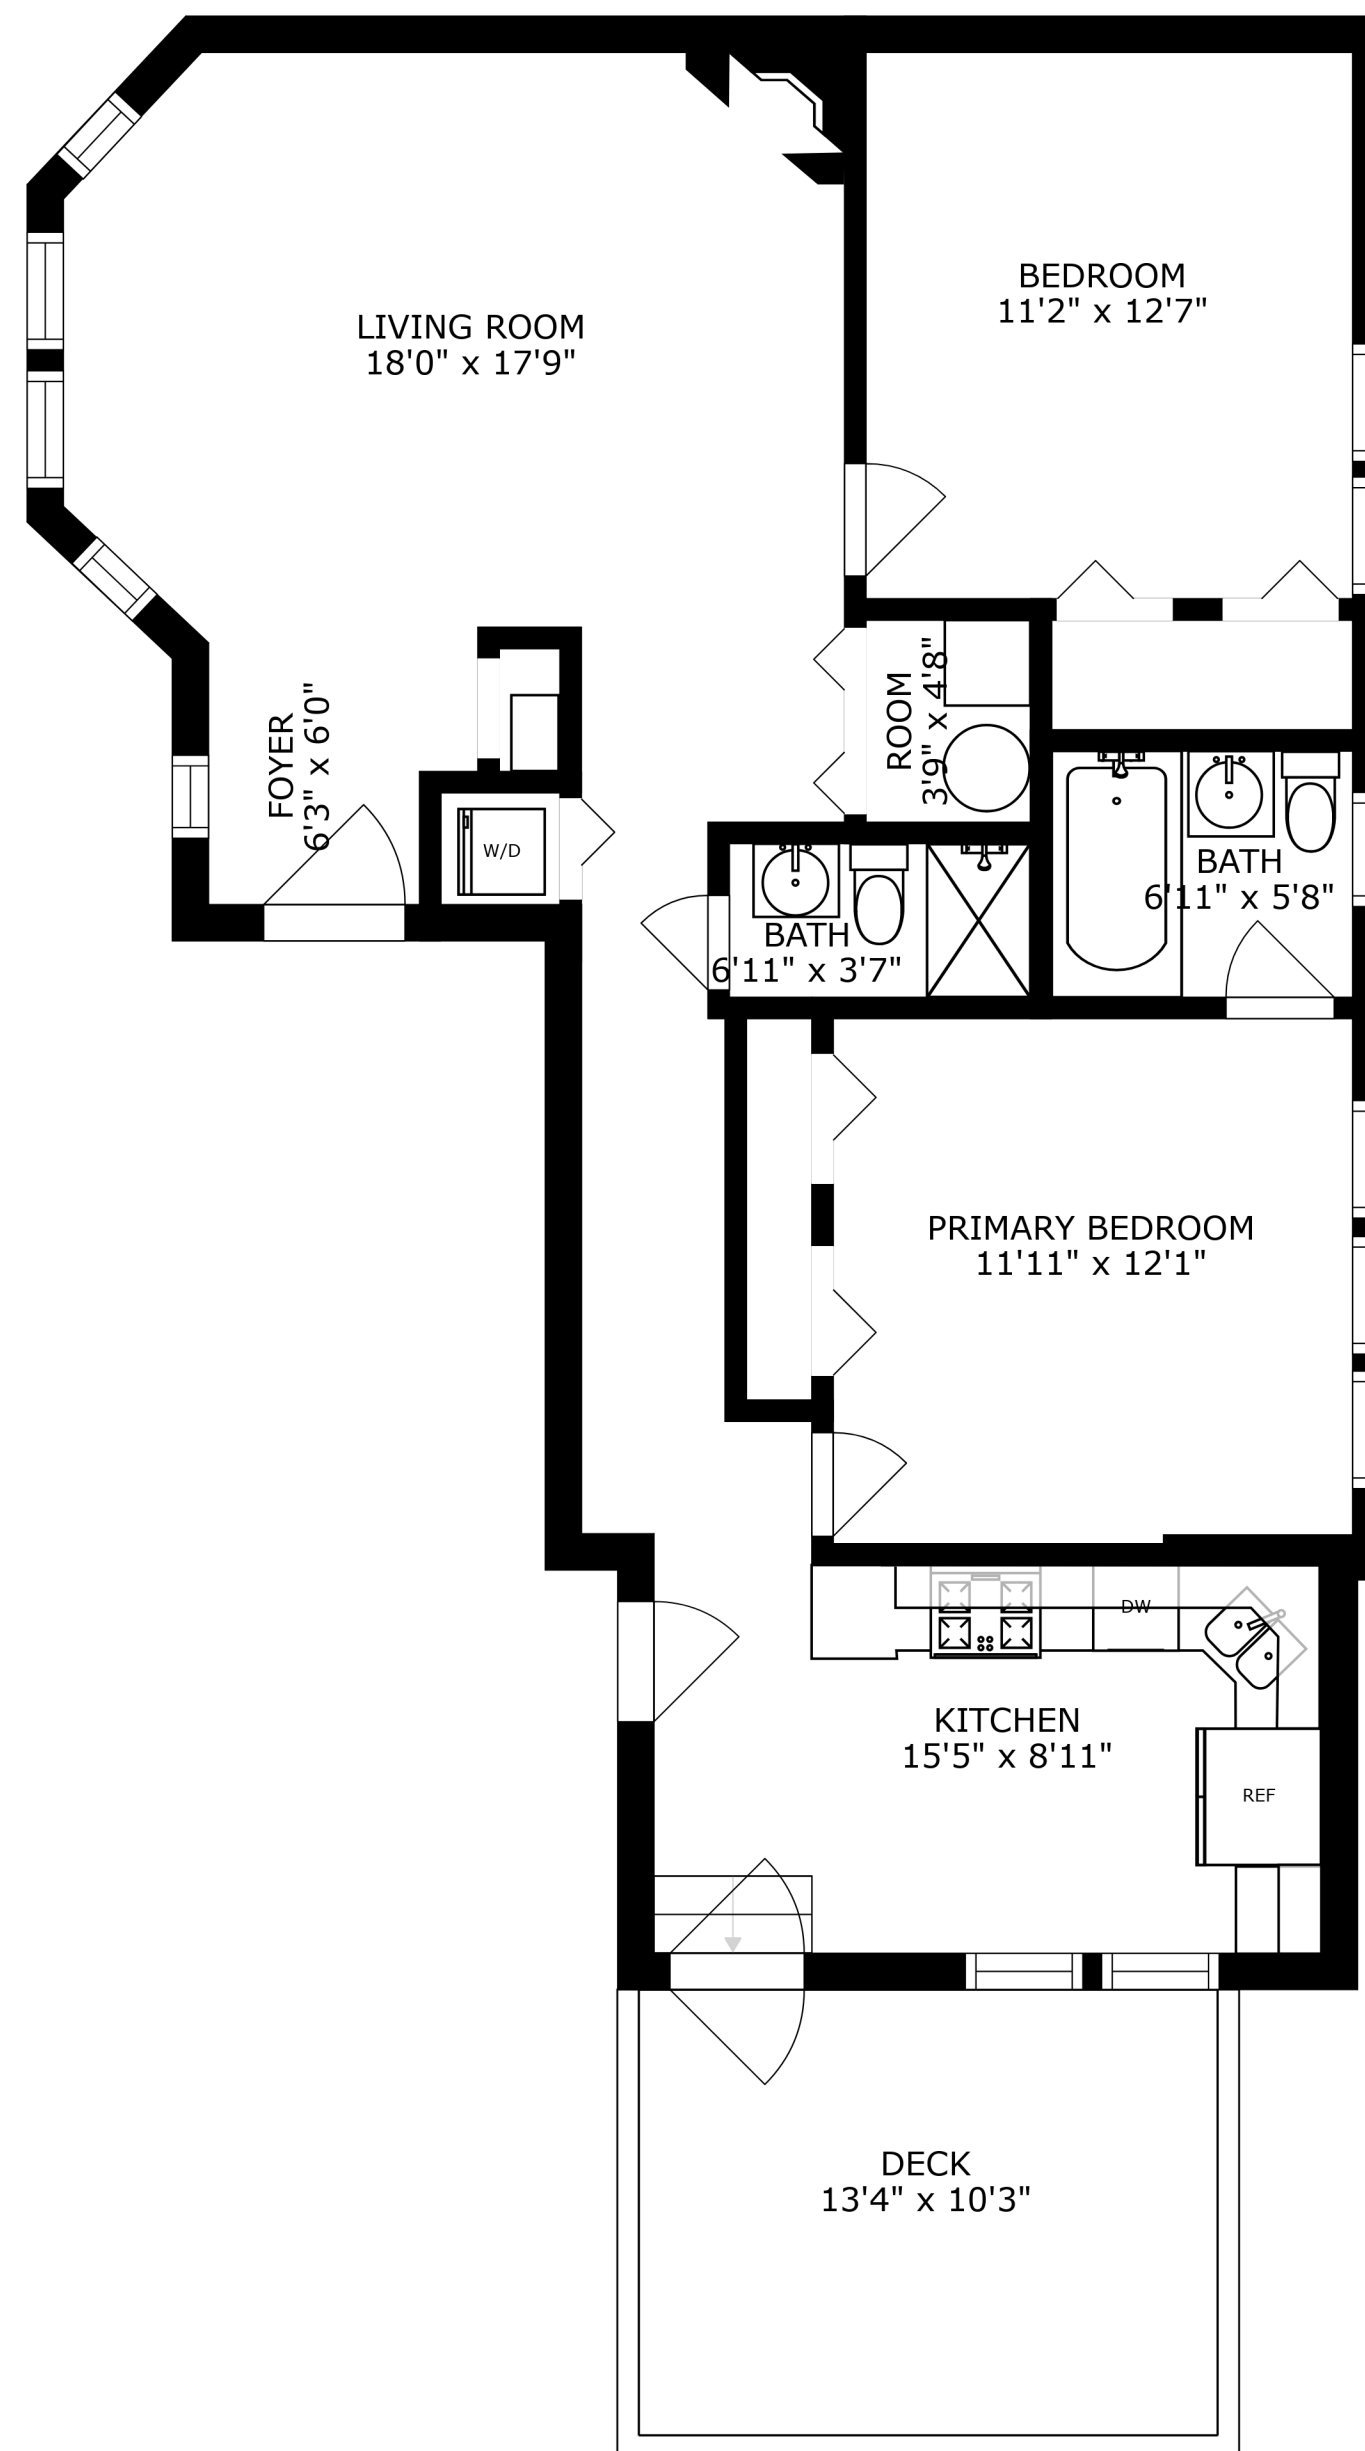 BEDROOM
11'2" x 12'7"
LIVING ROOM
18'0" x 17'9"
ROOM
3'9" x 4'8"
FOYER
6'3" x 6'0"
W/D
BATH
6'11" x 5'8"
BATH
6'11" x 3'7"
PRIMARY BEDROOM
11'11" x 12'1"
DW
KITCHEN
15'5" x 8'11"
REF
DECK
13'4" x 10'3"